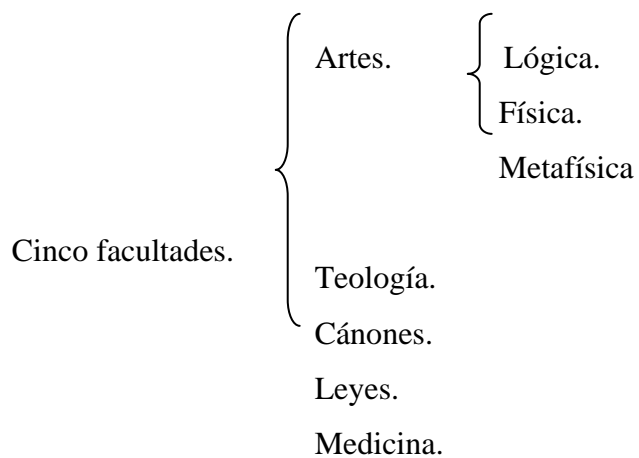 Artes. Lógica.
Física.
Metafísica
Cinco facultades.
Teología.
Cánones.
Leyes.
Medicina.